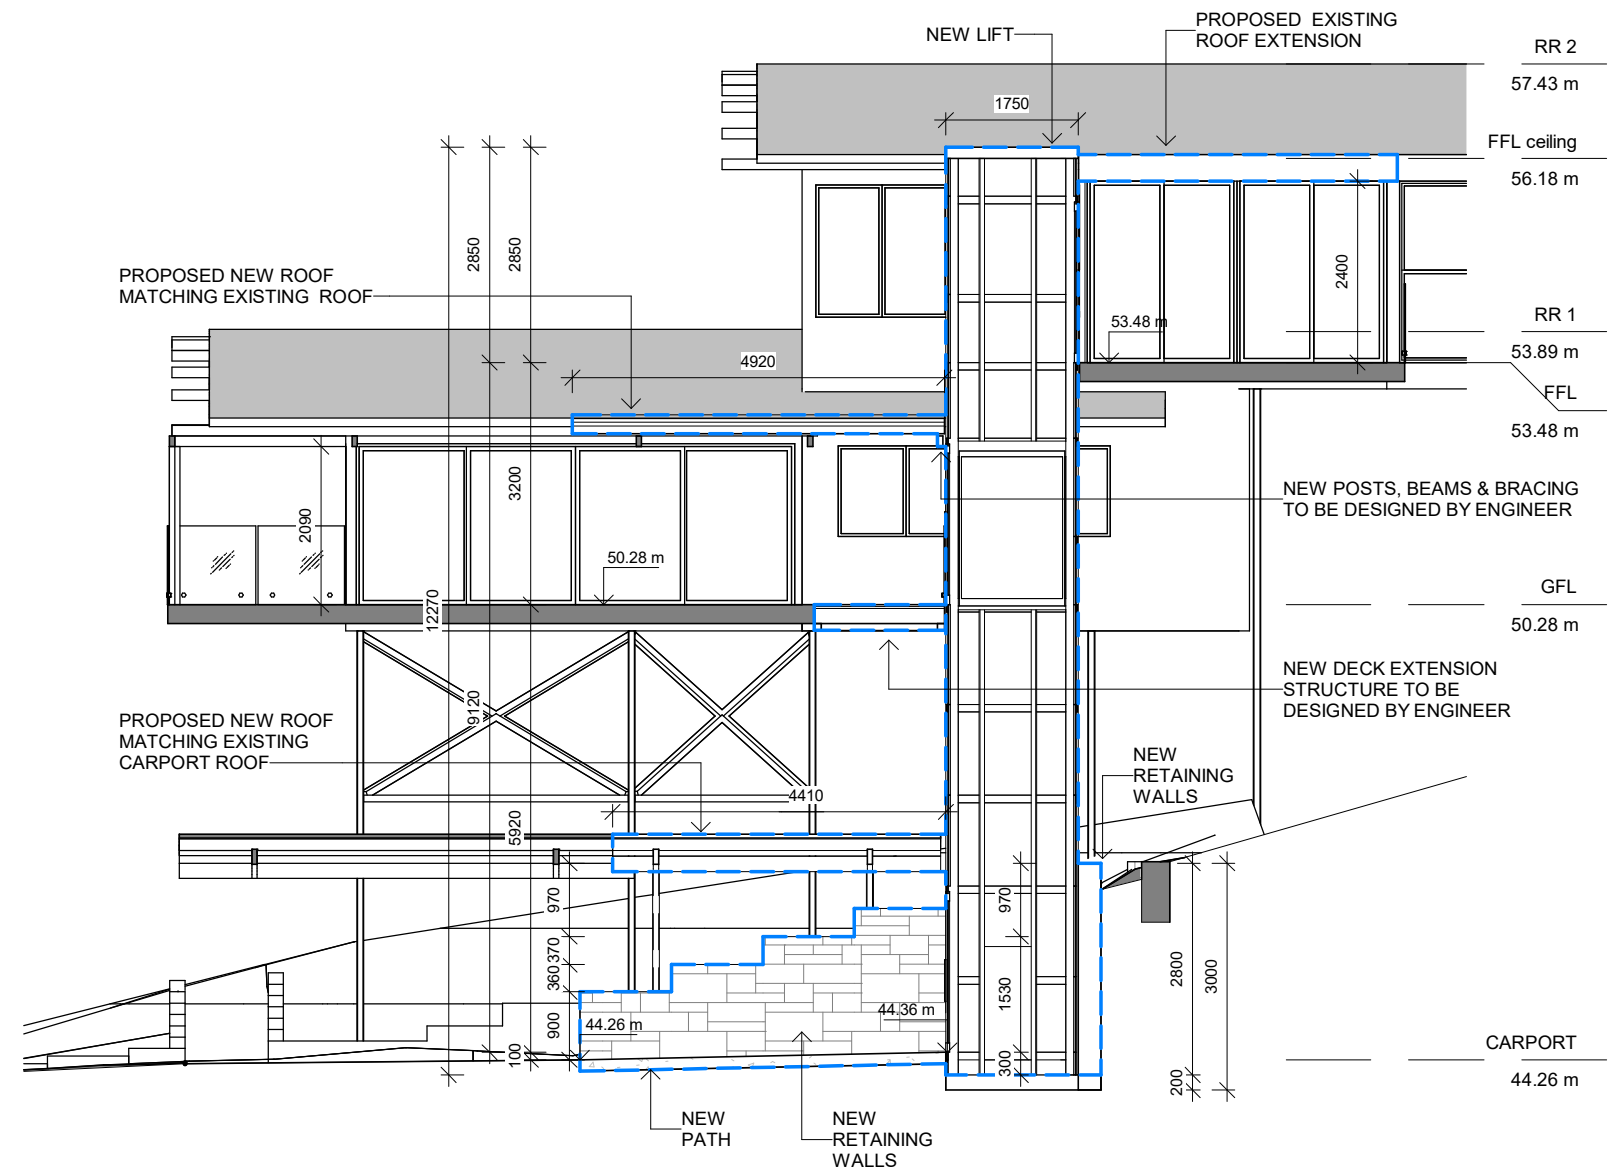 NEW LIFT
PROPOSED EXISTING
ROOF EXTENSION
RR 2
57.43 m
1750
FFL ceiling
56.18 m
2850
2850
2400
PROPOSED NEW ROOF
MATCHING EXISTING ROOF
53.48 m
RR 1
53.89 m
4920
FFL
53.48 m
3200
2090
NEW POSTS, BEAMS & BRACING
TO BE DESIGNED BY ENGINEER
50.28 m
GFL
50.28 m
12270
9120
NEW DECK EXTENSION
STRUCTURE TO BE
DESIGNED BY ENGINEER
PROPOSED NEW ROOF
MATCHING EXISTING
CARPORT ROOF
NEW
RETAINING
WALLS
4410
5920
970
970
370
360
2800
3000
1530
900
44.26 m
44.36 m
CARPORT
44.26 m
100
300
200
NEW
PATH
NEW
RETAINING
WALLS